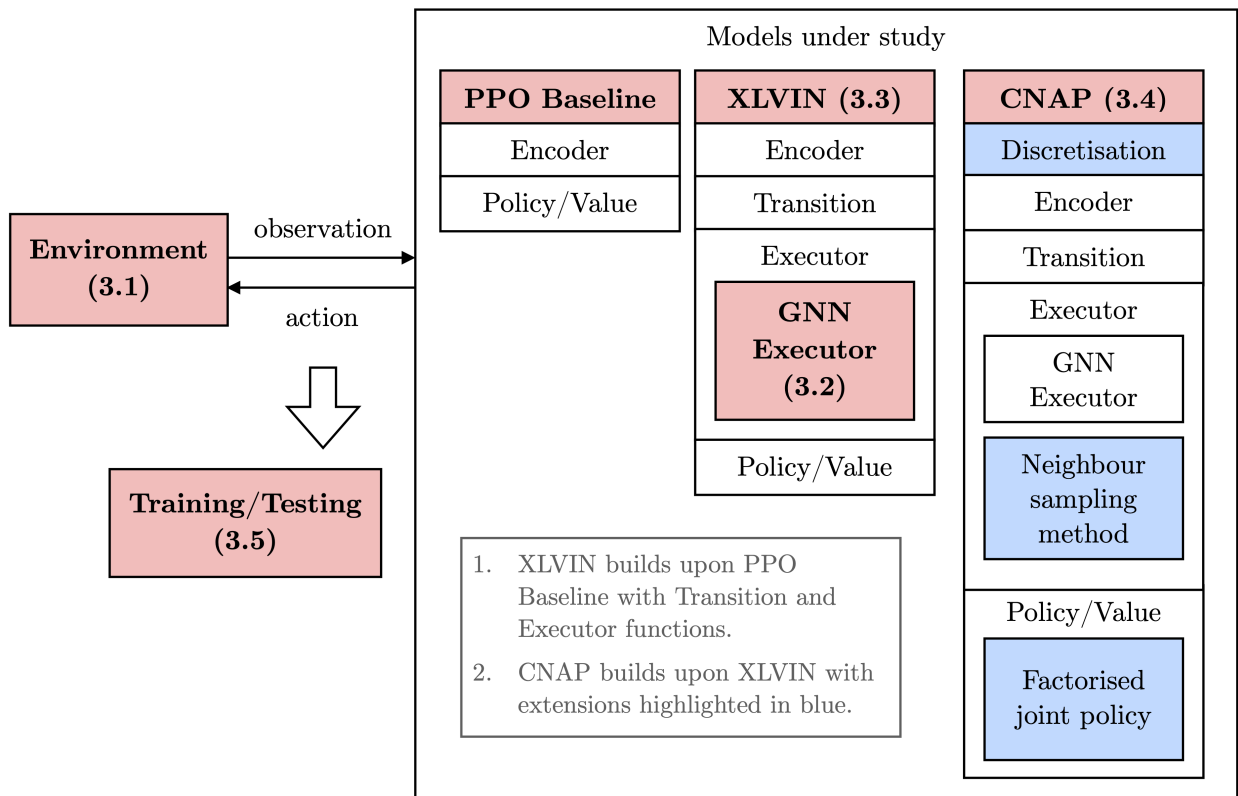 Models under study
PPO Baseline
Encoder
Policy/Value
XLVIN (3.3)
Encoder
Transition
Executor
GNN
Executor
(3.2)
Policy/Value
CNAP (3.4)
Discretisation
Encoder
Transition
Executor
GNN
Executor
Neighbour
sampling
method
Policy/Value
Factorised
joint policy
Environment
(3.1)
observation
action
Training/Testing
(3.5)
1. XLVIN builds upon PPO
Baseline with Transition and
Executor functions.
2. CNAP builds upon XLVIN with
extensions highlighted in blue.